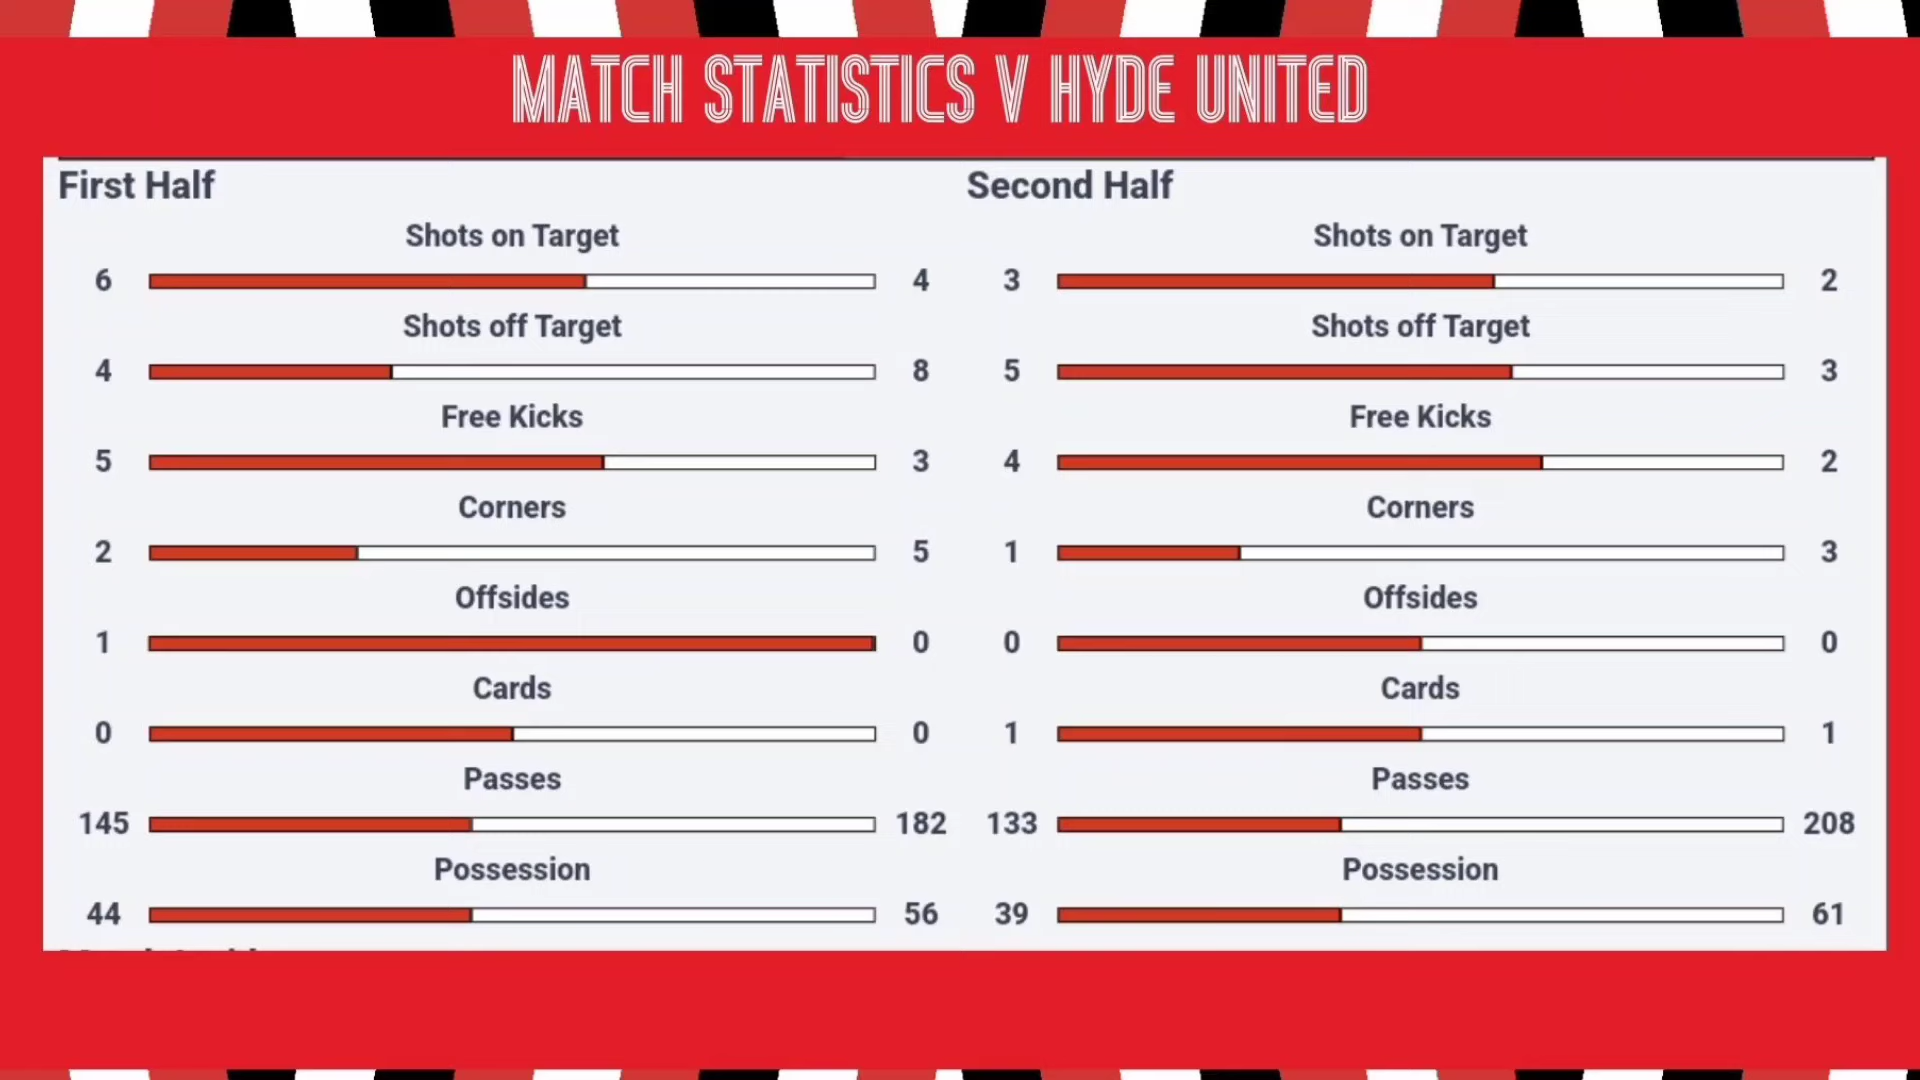 MATCH STATISTICS V HYDE UNITED
First Half
Shots on Target
6 4
Shots off Target
4 8
Free Kicks
5 3
Corners
2 5
Offsides
1 0
Cards
0 0
Passes
145 182
Possession
44 56
Second Half
Shots on Target
3 2
Shots off Target
5 3
Free Kicks
4 2
Corners
1 3
Offsides
0 0
Cards
1 1
Passes
133 208
Possession
39 61